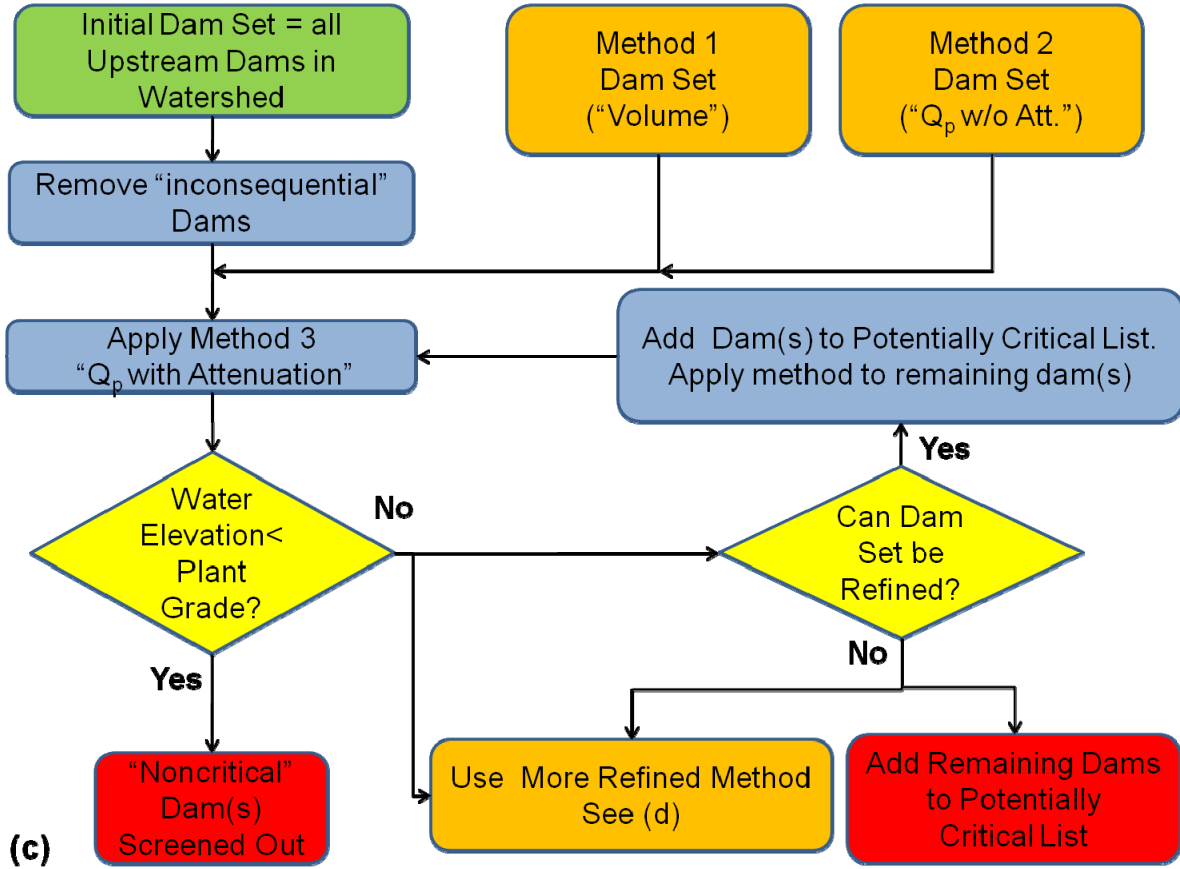 Initial Dam Set = all
Upstream Dams in
Watershed
Method 1
Dam Set
(“Volume”)
Method 2
Dam Set
(“Qp w/o Att.”)
Remove “inconsequential”
Dams
Apply Method 3
“Qp with Attenuation”
Add Dam(s) to Potentially Critical List.
Apply method to remaining dam(s)
Yes
Water
Elevation<
Plant
Grade?
No
Can Dam
Set be
Refined?
Yes
No
“Noncritical”
Dam(s)
Screened Out
Use More Refined Method
See (d)
Add Remaining Dams
to Potentially
Critical List
(c)